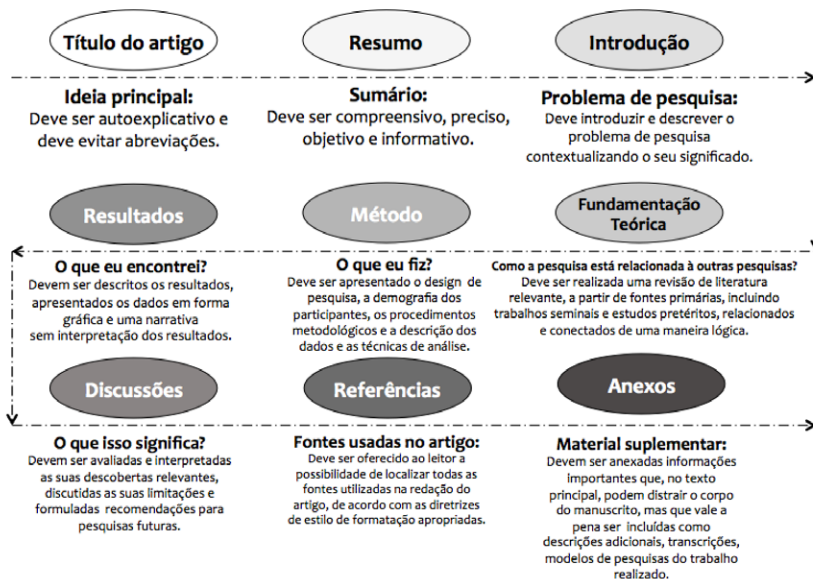 Título do artigo
Resumo
Introdução
Ideia principal:
Deve ser autoexplicativo e
deve evitar abreviações.
Sumário:
Deve ser compreensivo, preciso,
objetivo e informativo.
Problema de pesquisa:
Deve introduzir e descrever o
problema de pesquisa
contextualizando o seu significado.
Fundamentação
Teórica
Método
Resultados
Como a pesquisa está relacionada à outras pesquisas?
Deve ser realizada uma revisão de literatura
relevante, a partir de fontes primárias, incluindo
trabalhos seminais e estudos pretéritos, relacionados
e conectados de uma maneira lógica.
O que eu fiz?
Deve ser apresentado o design de
pesquisa, a demografia dos
participantes, os procedimentos
metodológicos e a descrição dos
dados e as técnicas de análise.
O que eu encontrei?
Devem ser descritos os resultados,
apresentados os dados em forma
gráfica e uma narrativa
sem interpretação dos resultados.
Discussões
Referências
Anexos
O que isso significa?
Devem ser avaliadas e interpretadas
as suas descobertas relevantes,
discutidas as suas limitações e
formuladas recomendações para
pesquisas futuras.
Fontes usadas no artigo:
Deve ser oferecido ao leitor a
possibilidade de localizar todas as
fontes utilizadas na redação do
artigo, de acordo com as diretrizes
de estilo de formatação apropriadas.
Material suplementar:
Devem ser anexadas informações
importantes que, no texto
principal, podem distrair o corpo
do manuscrito, mas que vale a
pena ser incluídas como
descrições adicionais, transcrições,
modelos de pesquisas do trabalho
realizado.